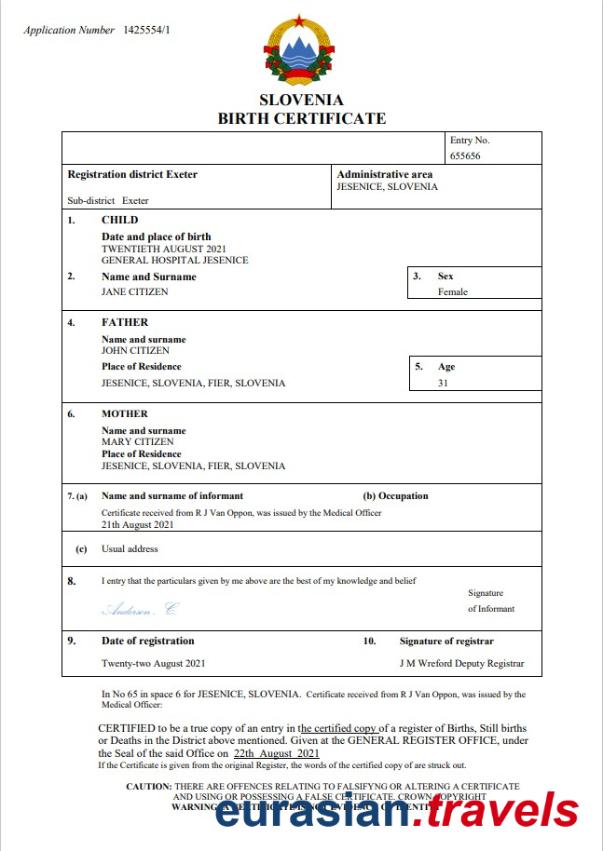 Application Number 1425554/1
SLOVENIA
BIRTH CERTIFICATE
Entry No.
655656
Registration district Exeter
Sub-district Exeter
Administrative area
JESENICE, SLOVENIA
1. CHILD
Date and place of birth
TWENTIETH AUGUST 2021
GENERAL HOSPITAL JESENICE
2. Name and Surname
JANE CITIZEN
3. Sex
Female
4. FATHER
Name and surname
JOHN CITIZEN
Place of Residence
JESENICE, SLOVENIA, FIER, SLOVENIA
5. Age
31
6. MOTHER
Name and surname
MARY CITIZEN
Place of Residence
JESENICE, SLOVENIA, FIER, SLOVENIA
7. (a) Name and surname of informant (b) Occupation
Certificate received from R J Van Oppon, was issued by the Medical Officer
21th August 2021
(c) Usual address
8. I entry that the particulars given by me above are the best of my knowledge and belief
Andersen. C.
Signature
of Informant
9. Date of registration
Twenty-two August 2021
10. Signature of registrar
J M Wreford Deputy Registrar
In No 65 in space 6 for JESENICE, SLOVENIA. Certificate received from R J Van Oppon, was issued by the
Medical Officer:
CERTIFIED to be a true copy of an entry in the certified copy of a register of Births, Still births
or Deaths in the District above mentioned. Given at the GENERAL REGISTER OFFICE, under
the Seal of the said Office on 22th August 2021
If the Certificate is given from the original Register, the words of the certified copy of are struck out.
CAUTION: THERE ARE OFFENCES RELATING TO FALSIFYNG OR ALTERING A CERTIFICATE
AND USING OR POSSESSING A FALSE CERTIFICATE. CROWN COPYRIGHT
WARNING: A CERTIFICATE IS NOT EVIDENCE OF IDENTITY.
eurasian.travels